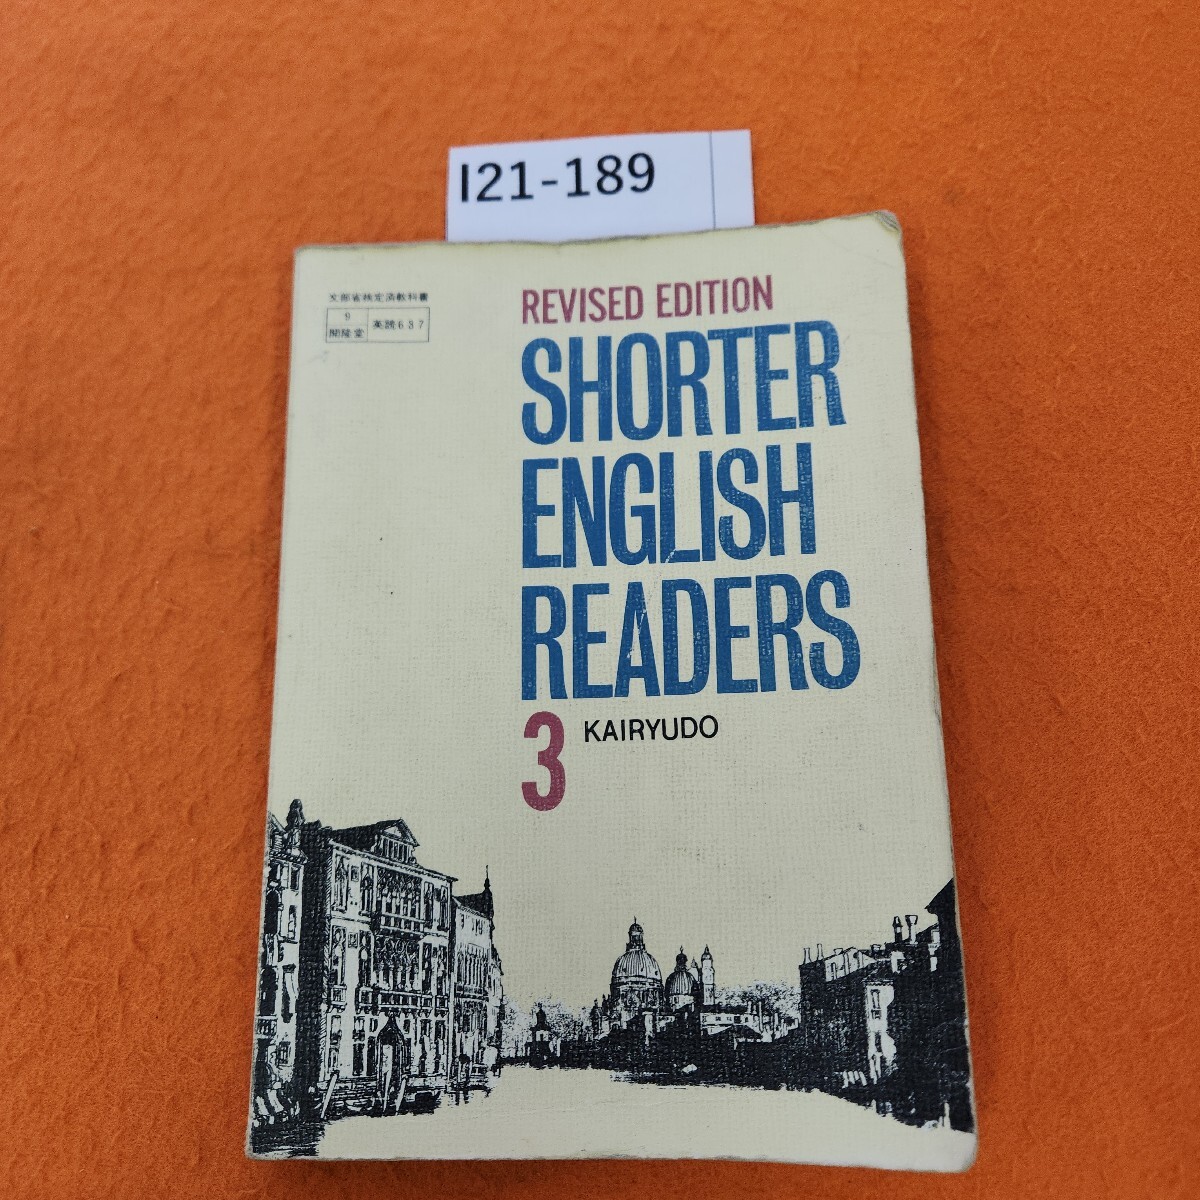 I21-189
文部省検定済教科書
9
開隆堂
英読637
REVISED EDITION
SHORTER
ENGLISH
READERS
3 KAIRYUDO